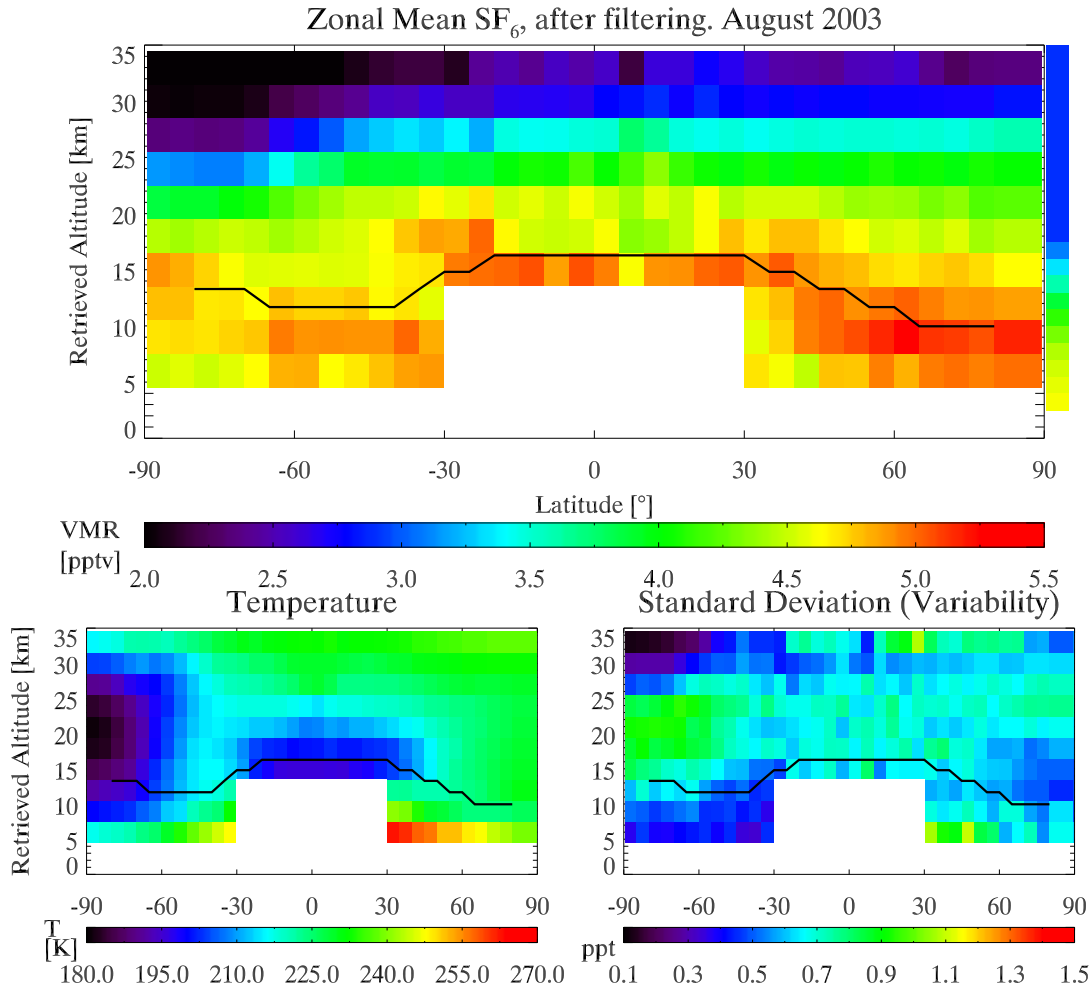 Zonal Mean SF₆, after filtering. August 2003
Retrieved Altitude [km]
35
30
25
20
15
10
5
0
-90 -60 -30 0 30 60 90
Latitude [°]
VMR
[pptv]
2.0 2.5 3.0 3.5 4.0 4.5 5.0 5.5
Temperature
Retrieved Altitude [km]
35
30
25
20
15
10
5
0
-90 -60 -30 0 30 60 90
T
[K]
180.0 195.0 210.0 225.0 240.0 255.0 270.0
Standard Deviation (Variability)
35
30
25
20
15
10
5
0
-90 -60 -30 0 30 60 90
ppt
0.1 0.3 0.5 0.7 0.9 1.1 1.3 1.5